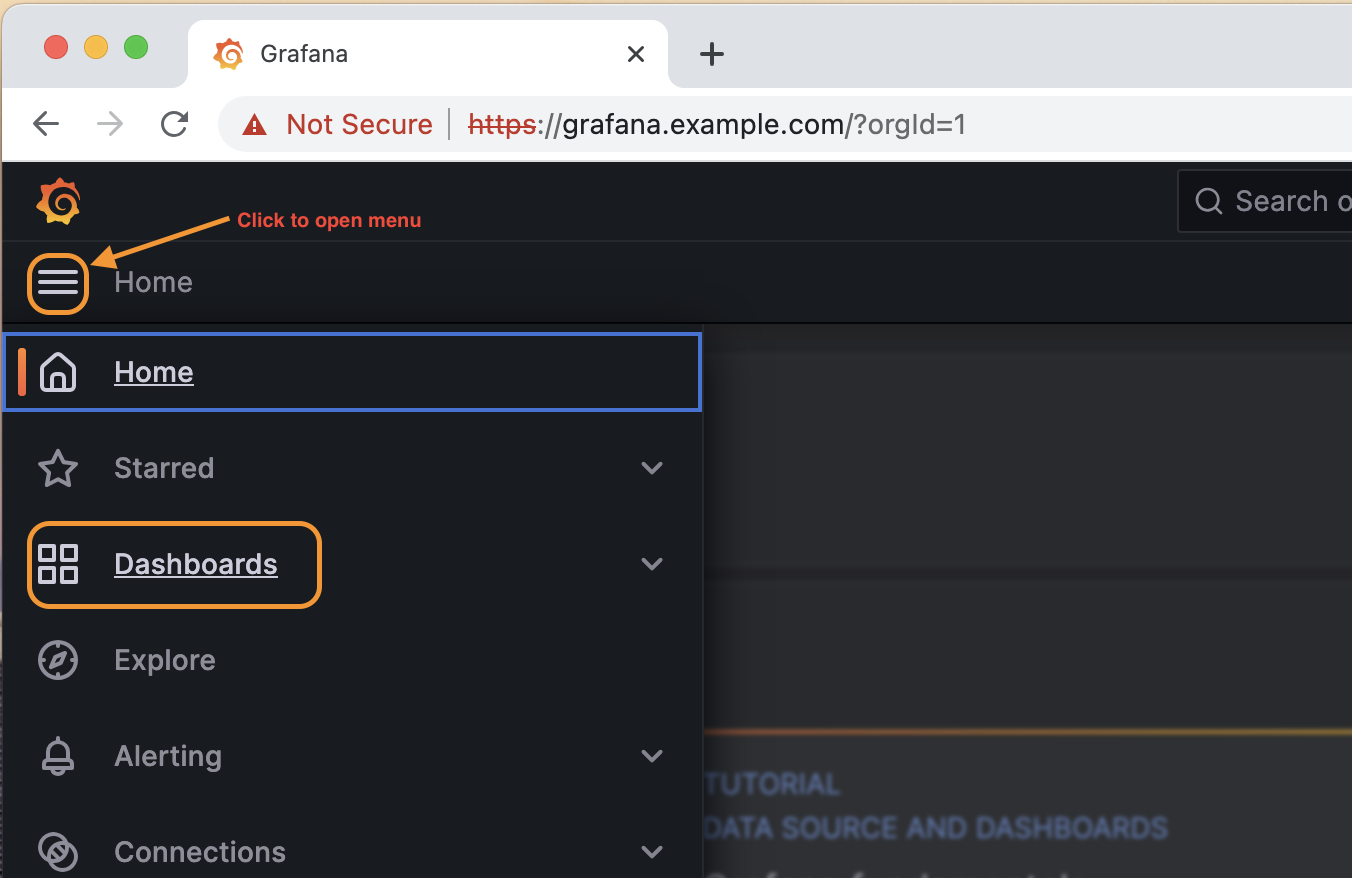 Grafana
Not Secure https://grafana.example.com/?orgId=1
Search o
Click to open menu
Home
Home
Starred
Dashboards
Explore
Alerting
Connections
TUTORIAL
DATA SOURCE AND DASHBOARDS